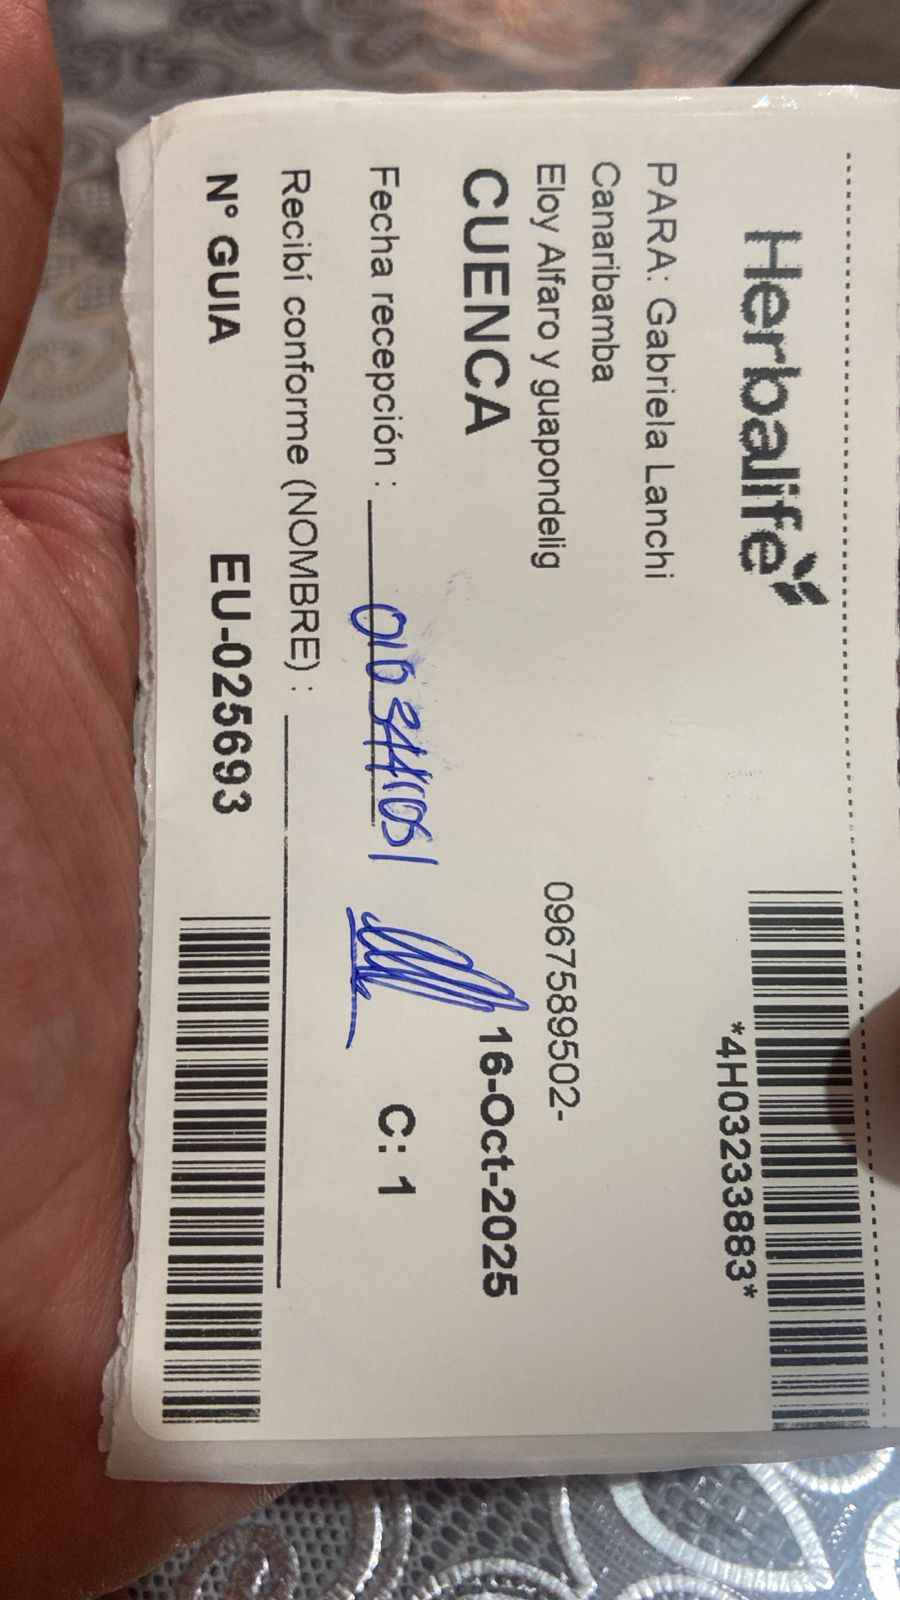 Herbalife
*4H03233883*
PARA: Gabriela Lanchi
Canaribamba
Eloy Alfaro y guapondelig
0967589502-
CUENCA
16-Oct-2025
Fecha recepción :
C: 1
Recibí conforme (NOMBRE) :
N° GUIA
EU-025693